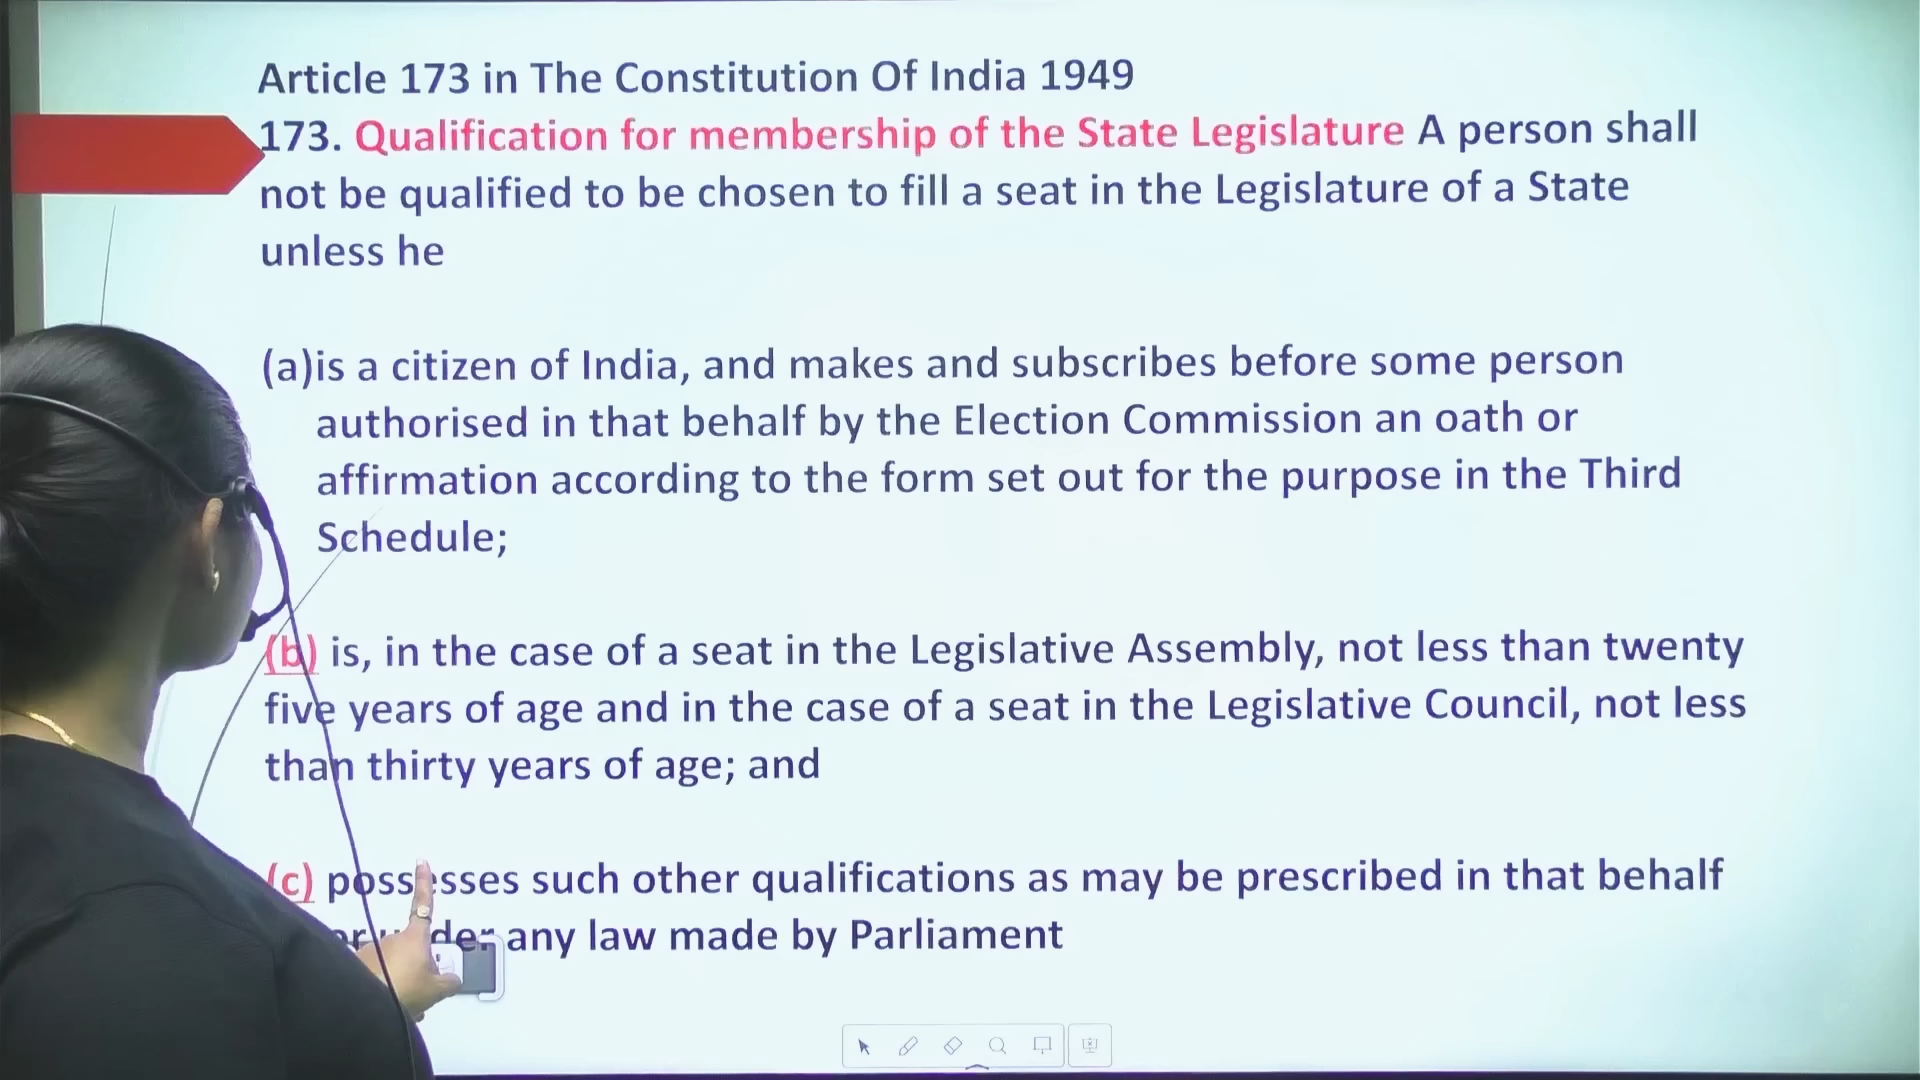 Article 173 in The Constitution Of India 1949
173. Qualification for membership of the State Legislature A person shall
not be qualified to be chosen to fill a seat in the Legislature of a State
unless he
(a)is a citizen of India, and makes and subscribes before some person
authorised in that behalf by the Election Commission an oath or
affirmation according to the form set out for the purpose in the Third
Schedule;
(b) is, in the case of a seat in the Legislative Assembly, not less than twenty
five years of age and in the case of a seat in the Legislative Council, not less
than thirty years of age; and
(c) possesses such other qualifications as may be prescribed in that behalf
any law made by Parliament